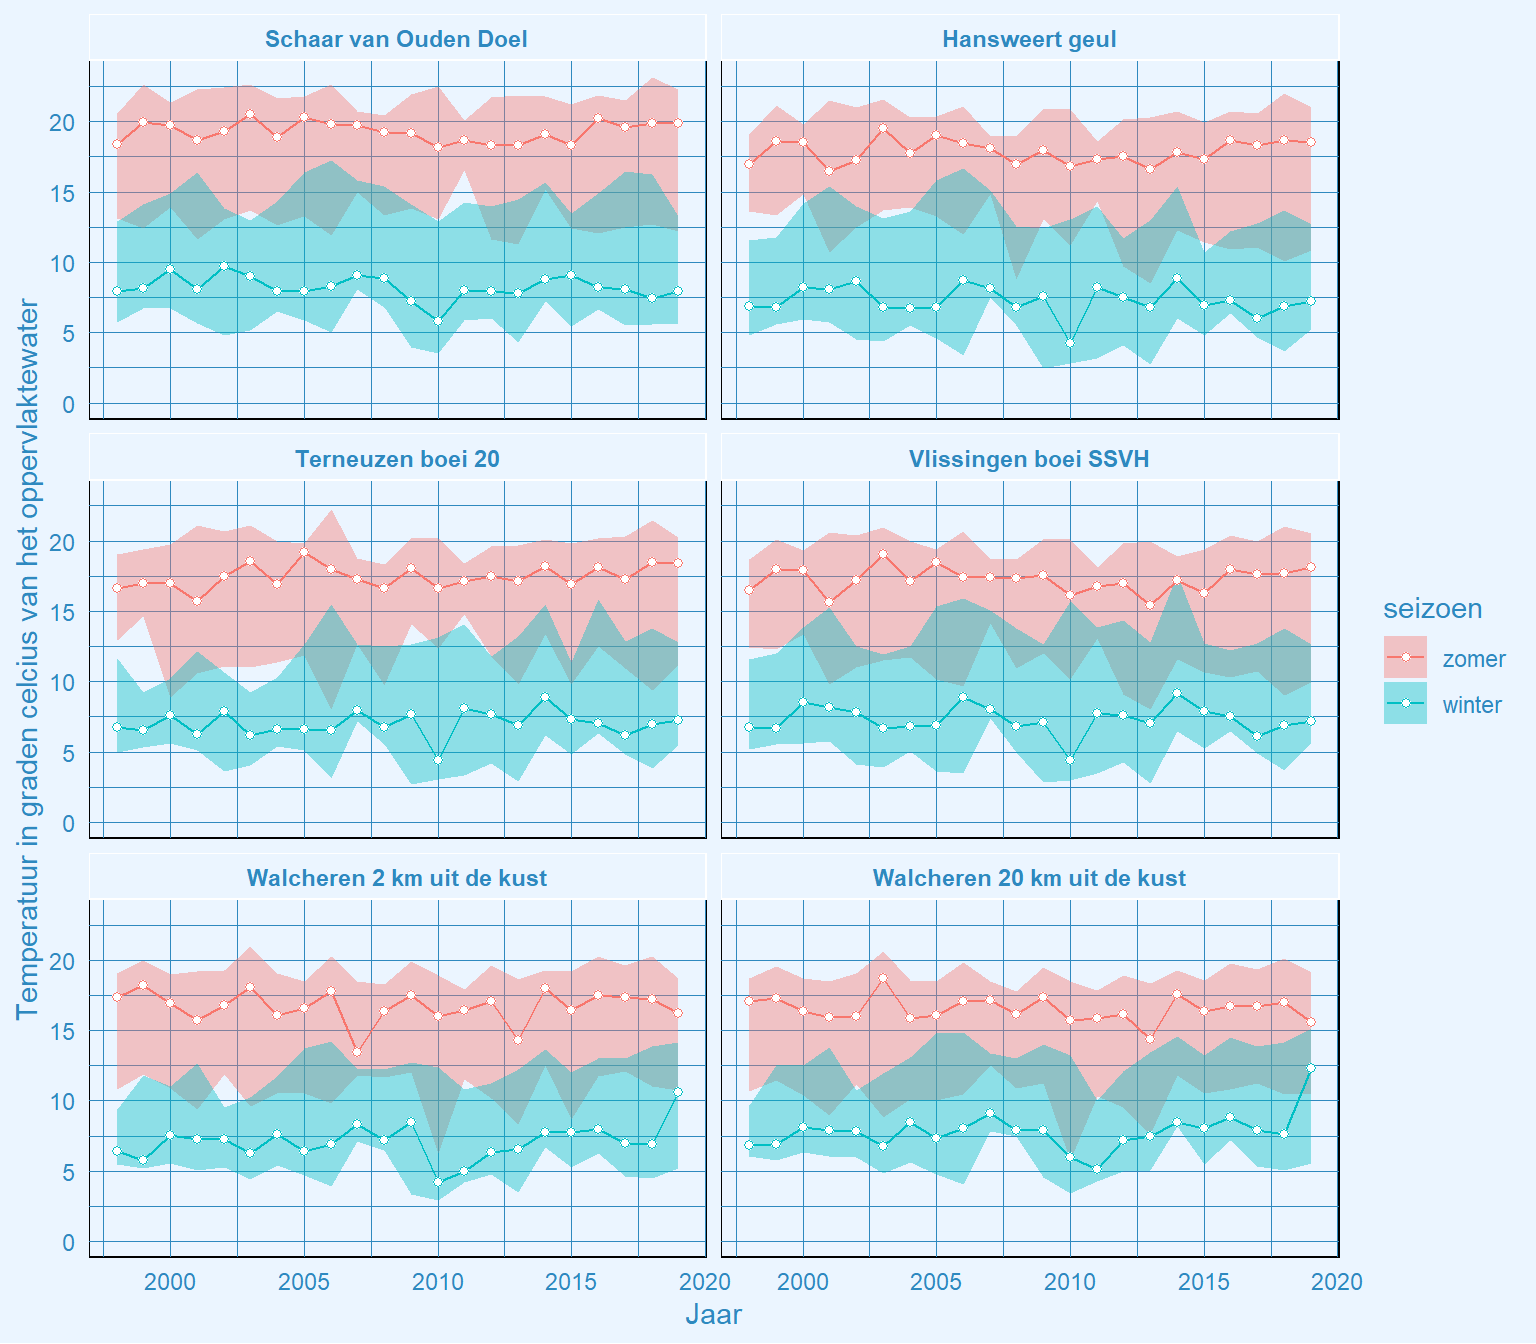 Schaar van Ouden Doel
Hansweert geul
20
15
10
5
0
Terneuzen boei 20
Vlissingen boei SSVH
20
15
10
5
0
Walcheren 2 km uit de kust
Walcheren 20 km uit de kust
20
15
10
5
0
2000
2005
2010
2015
2020
2000
2005
2010
2015
2020
Jaar
Temperatuur in graden celcius van het oppervlaktewater
seizoen
zomer
winter